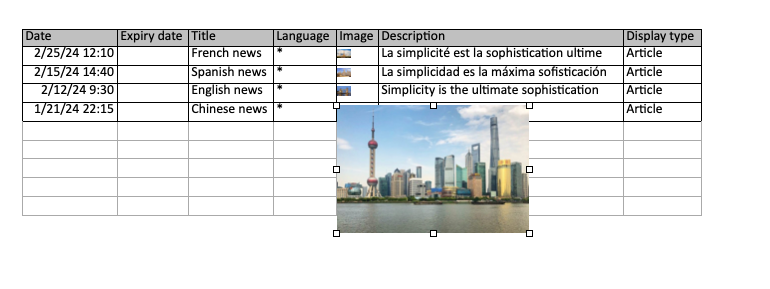 Date Expiry date Title Language Image Description Display type
2/25/24 12:10 French news * La simplicité est la sophistication ultime Article
2/15/24 14:40 Spanish news * La simplicidad es la máxima sofisticación Article
2/12/24 9:30 English news * Simplicity is the ultimate sophistication Article
1/21/24 22:15 Chinese news * Article